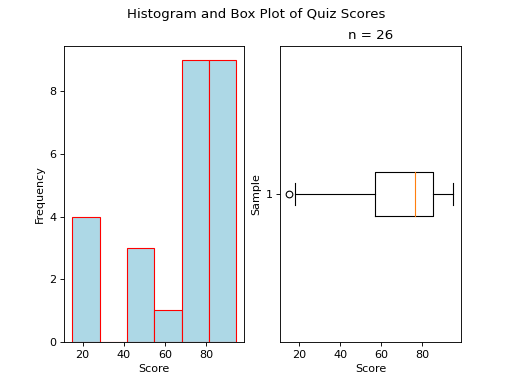 Histogram and Box Plot of Quiz Scores
n = 26
8
6
4
2
0
Frequency
20 40 60 80
Score
1
Sample
20 40 60 80
Score